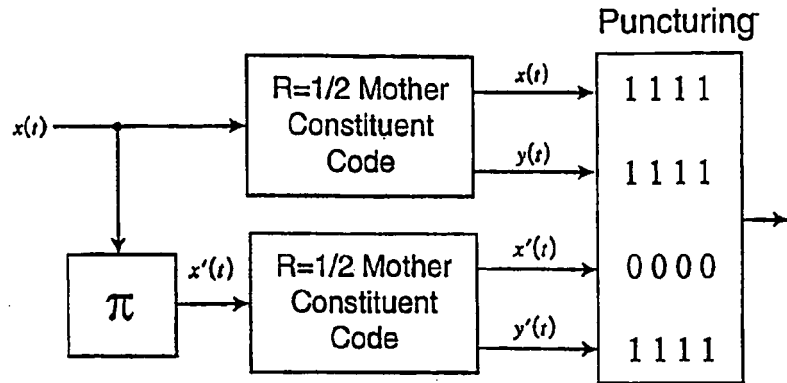 Puncturing
R=1/2 Mother
Constituent
Code
x(t)
x(t)
y(t)
1 1 1 1
1 1 1 1
π
x′(t)
R=1/2 Mother
Constituent
Code
x′(t)
y′(t)
0 0 0 0
1 1 1 1